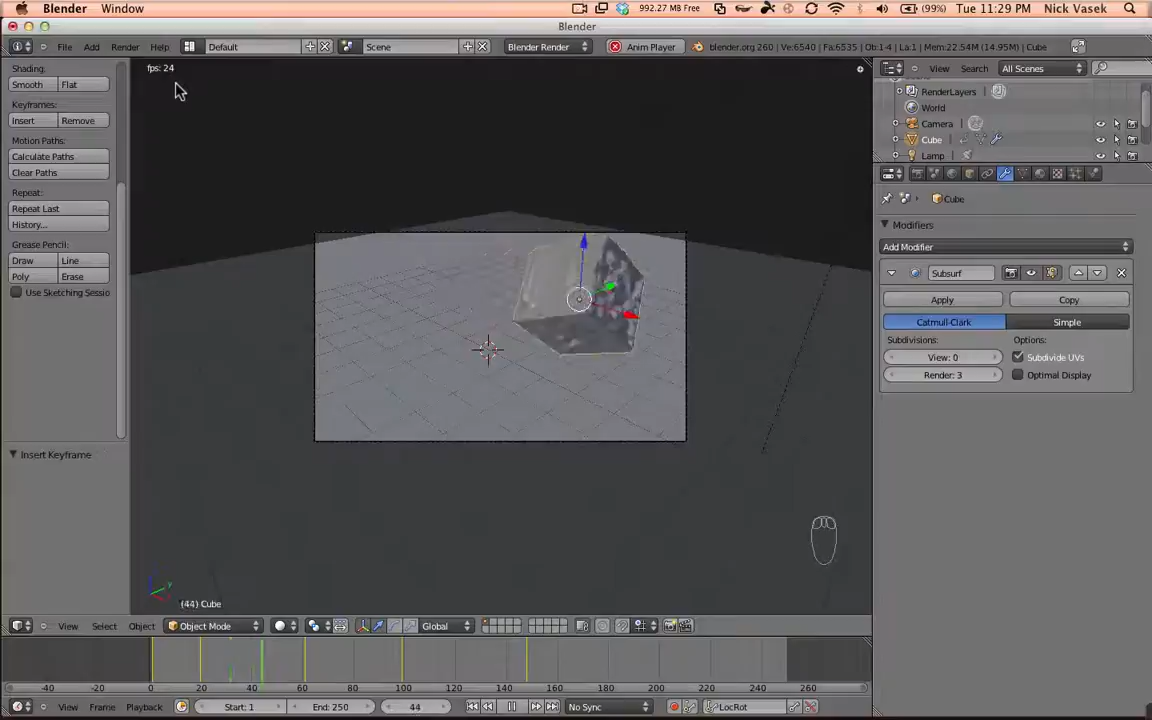 Blender Window 992.27 MB Free (99%) Tue 11:29 PM Nick Vasek
Blender
File Add Render Help Default Scene Blender Render Anim Player blender.org 260 | Ve:6540 | Fa:6535 | Ob:1-4 | La:1 | Mem:22.54M (14.95M) | Cube
Shading:
Smooth Flat
Keyframes:
Insert Remove
Motion Paths:
Calculate Paths
Clear Paths
Repeat:
Repeat Last
History...
Grease Pencil:
Draw Line
Poly Erase
Use Sketching Sessio
Insert Keyframe
fps: 24
(44) Cube
View Select Object Object Mode Global
View Search All Scenes
RenderLayers
World
Camera
Cube
Lamp
Cube
Modifiers
Add Modifier
Subsurf
Apply Copy
Catmull-Clark Simple
Subdivisions: Options:
View: 0 Subdivide UVs
Render: 3 Optimal Display
-40 -20 0 20 40 60 80 100 120 140 160 180 200 220 240 260
View Frame Playback Start: 1 End: 250 44 No Sync LocRot